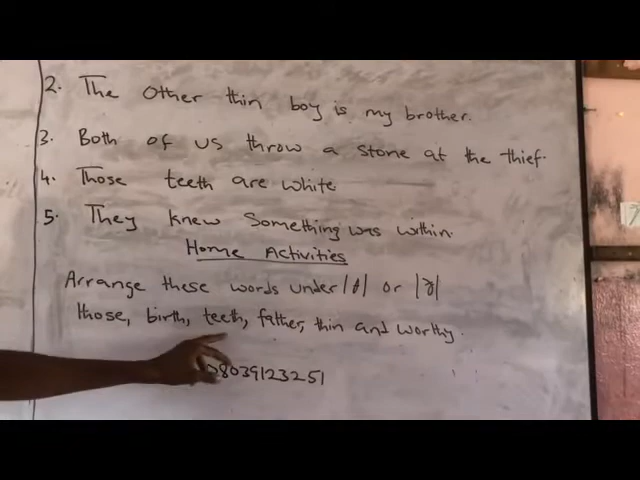 2. The Other thin boy is my brother.
3. Both of us throw a stone at the thief.
4. Those teeth are white
5. They knew Something was within.
Home Activities
Arrange these words under /θ/ or /ð/
those, birth, teeth, father, thin and worthy.
08039123251